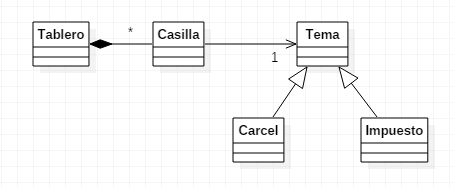 Tablero
*
Casilla
1
Tema
Carcel
Impuesto